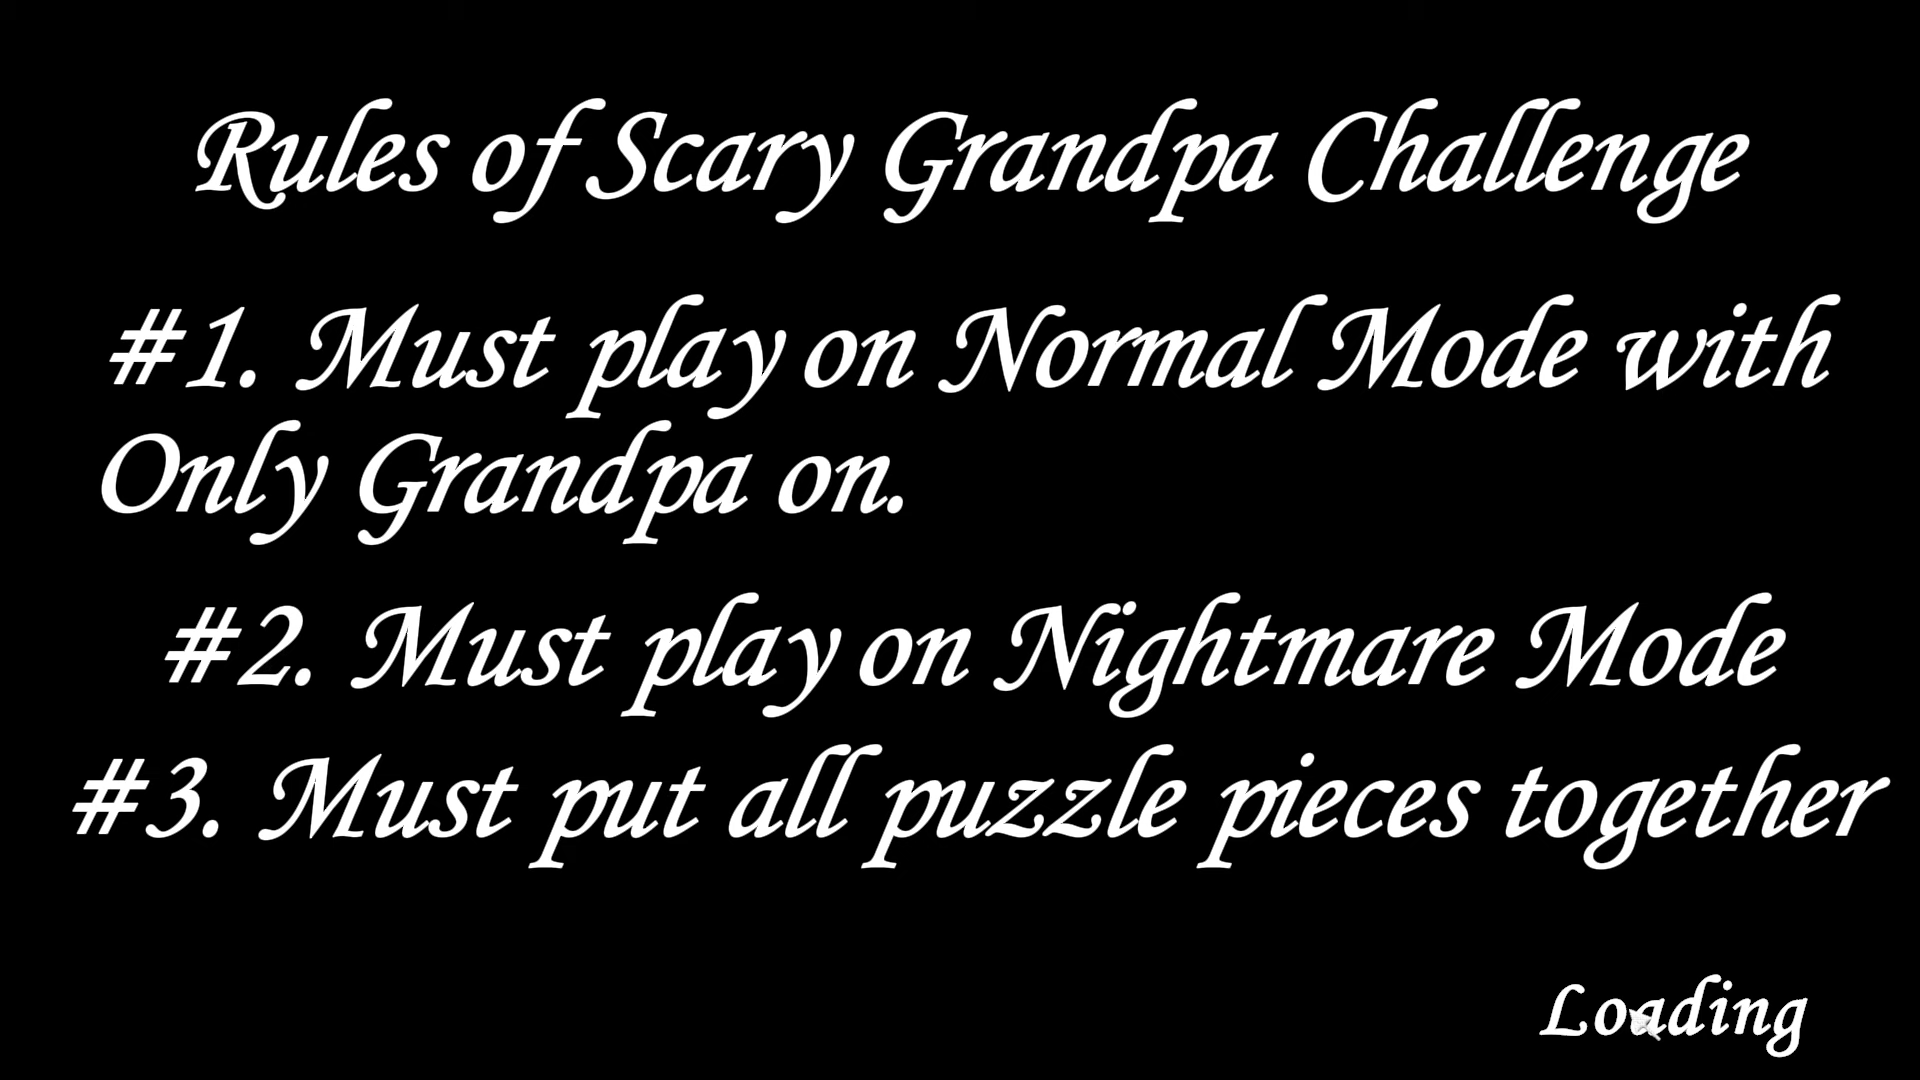 Rules of Scary Grandpa Challenge
#1. Must play on Normal Mode with
Only Grandpa on.
#2. Must play on Nightmare Mode
#3. Must put all puzzle pieces together
Loading